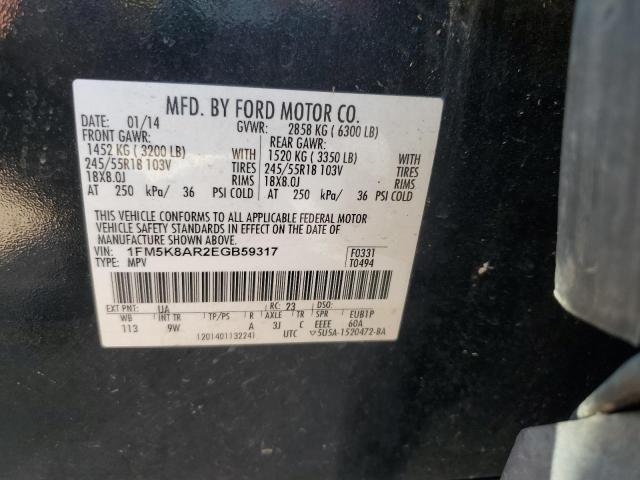 MFD. BY FORD MOTOR CO.
DATE: 01/14 GVWR: 2858 KG (6300 LB)
FRONT GAWR: REAR GAWR:
1452 KG (3200 LB) WITH 1520 KG (3350 LB) WITH
245/55R18 103V TIRES 245/55R18 103V TIRES
18X8.0J RIMS 18X8.0J RIMS
AT 250 kPa/ 36 PSI COLD AT 250 kPa/ 36 PSI COLD
THIS VEHICLE CONFORMS TO ALL APPLICABLE FEDERAL MOTOR
VEHICLE SAFETY STANDARDS IN EFFECT ON THE DATE OF
MANUFACTURE SHOWN ABOVE.
VIN: 1FM5K8AR2EGB59317 F0331
TYPE: MPV T0494
EXT PNT: UA RC: 23 DSO:
WB INT TR TP/PS R AXLE TR SPR EUB1P
113 9W A 3J C EEEE 60A
120140113224I UTC 5U5A-1520472-BA